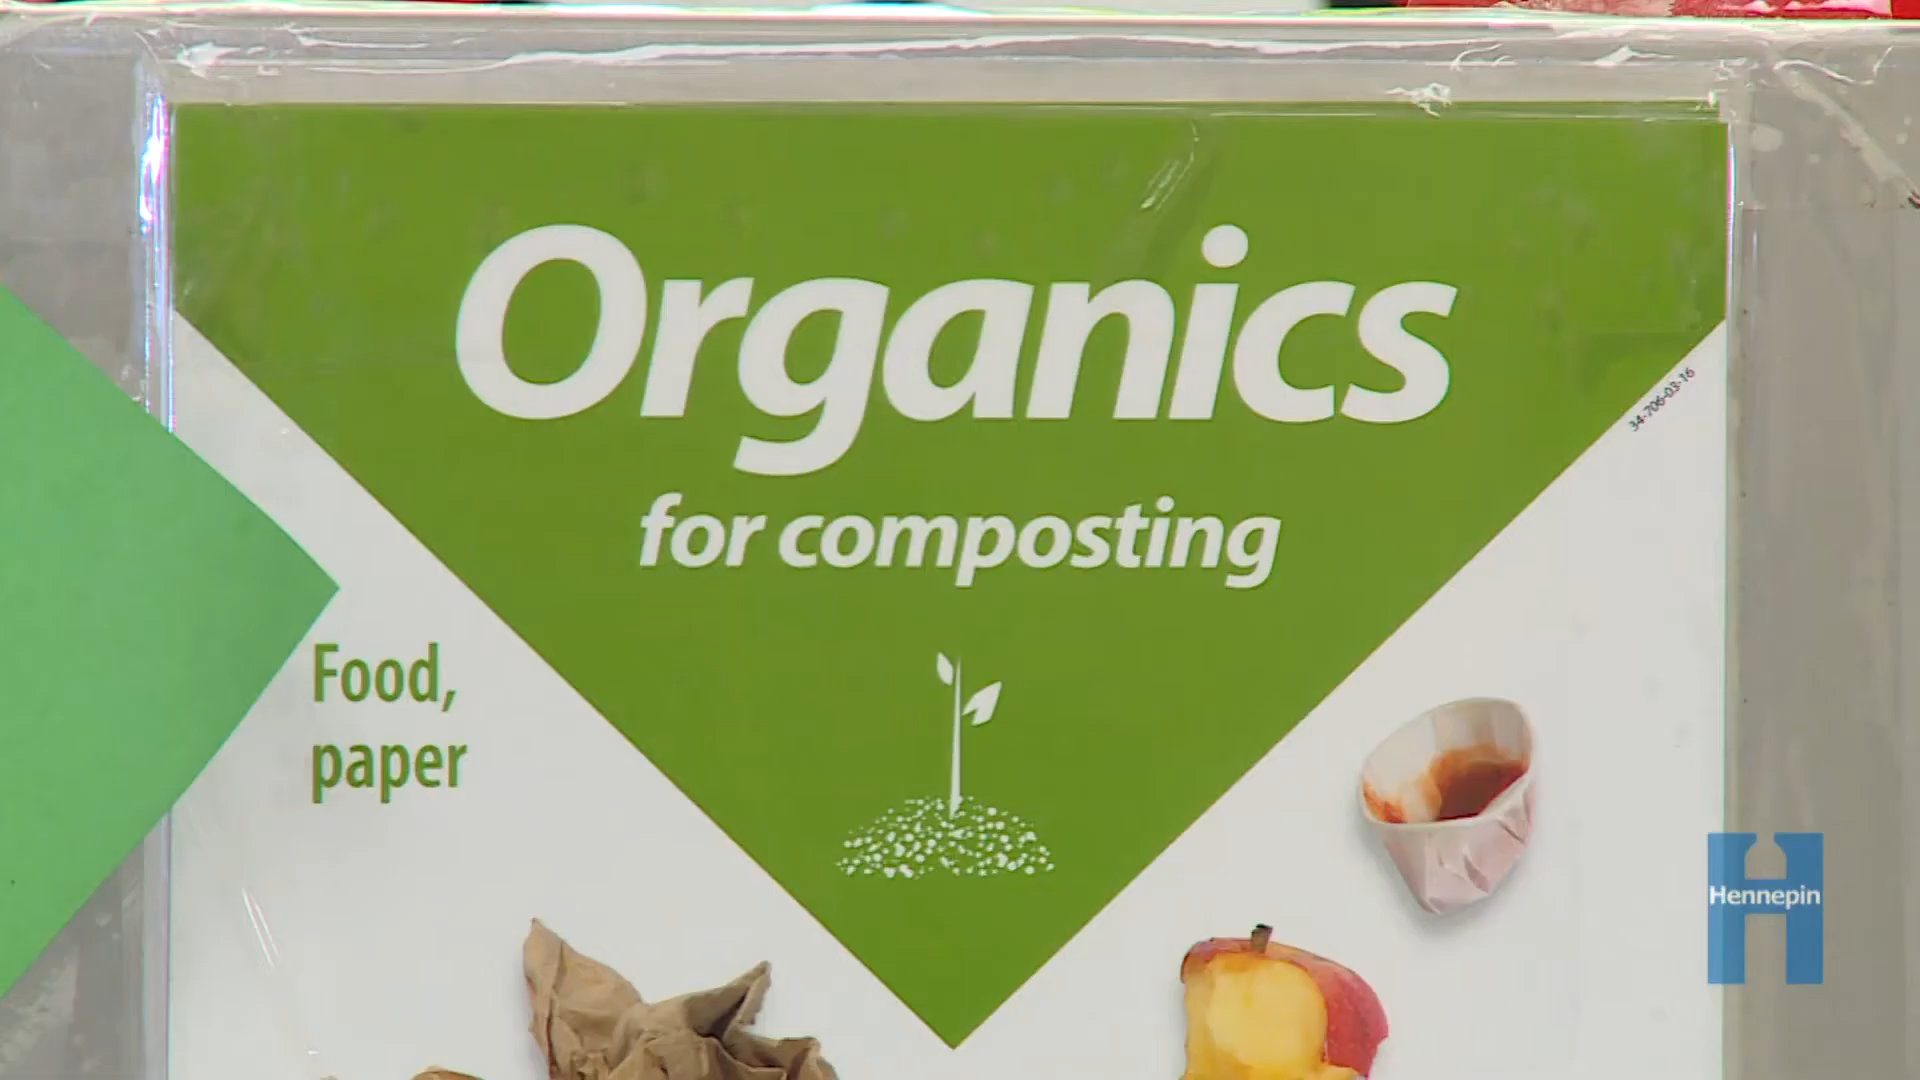 Organics
for composting
34-706-03-16
Food,
paper
Hennepin